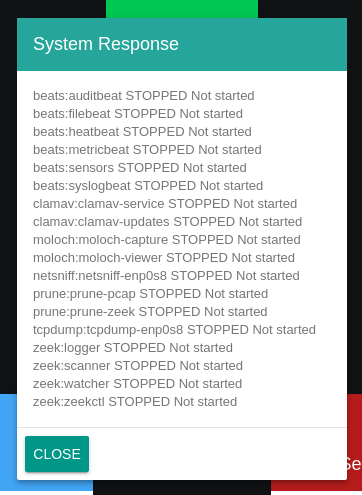 System Response
beats:auditbeat STOPPED Not started
beats:filebeat STOPPED Not started
beats:heatbeat STOPPED Not started
beats:metricbeat STOPPED Not started
beats:sensors STOPPED Not started
beats:syslogbeat STOPPED Not started
clamav:clamav-service STOPPED Not started
clamav:clamav-updates STOPPED Not started
moloch:moloch-capture STOPPED Not started
moloch:moloch-viewer STOPPED Not started
netsniff:netsniff-enp0s8 STOPPED Not started
prune:prune-pcap STOPPED Not started
prune:prune-zeek STOPPED Not started
tcpdump:tcpdump-enp0s8 STOPPED Not started
zeek:logger STOPPED Not started
zeek:scanner STOPPED Not started
zeek:watcher STOPPED Not started
zeek:zeekctl STOPPED Not started
CLOSE